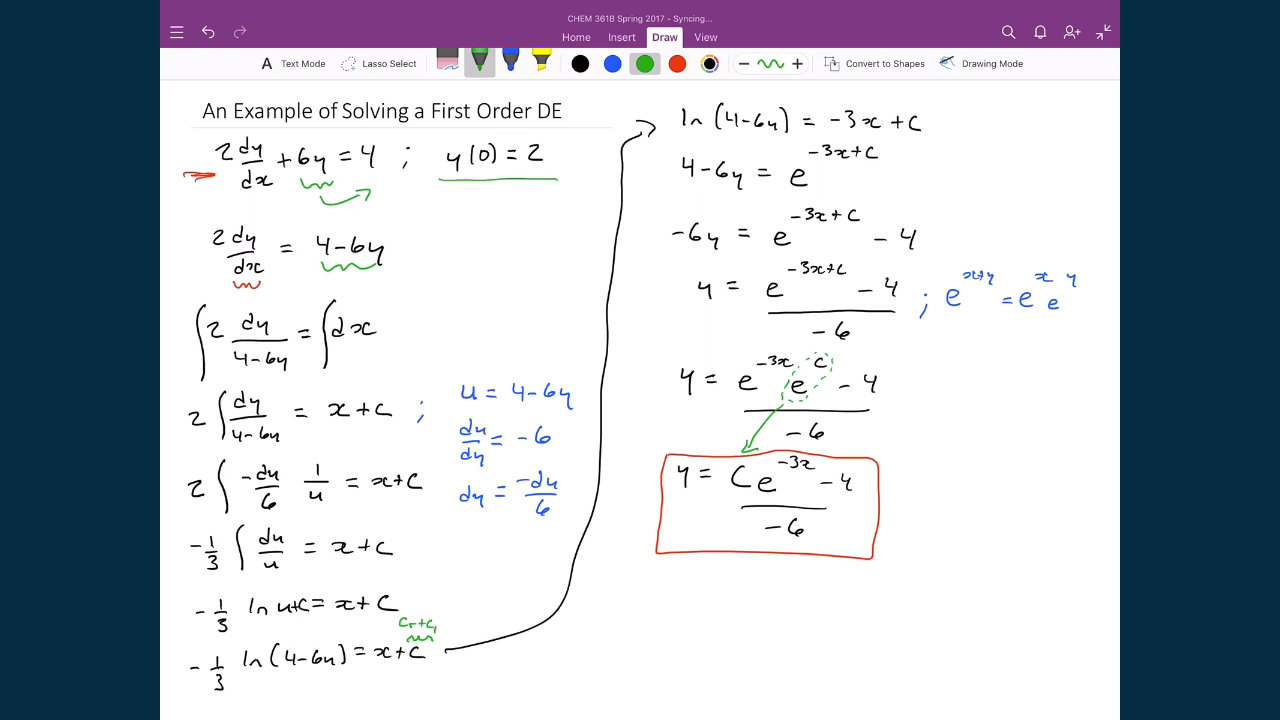 CHEM 361B Spring 2017 - Syncing...
Home Insert Draw View
A Text Mode Lasso Select Convert to Shapes Drawing Mode
An Example of Solving a First Order DE
2 dy/dx + 6y = 4 ; y(0) = 2
2 dy/dx = 4-6y
∫ 2 dy/(4-6y) = ∫ dx
2 ∫ dy/(4-6y) = x+c ; u = 4-6y
du/dy = -6
2 ∫ -du/6 1/u = x+c
dy = -du/6
-1/3 ∫ du/u = x+c
-1/3 ln u+c = x+c
-1/3 ln(4-6y) = x+c
ln(4-6y) = -3x+c
4-6y = e^(-3x+c)
-6y = e^(-3x+c) - 4
y = (e^(-3x+c) - 4)/-6 ; e^(x+y) = e^x e^y
y = (e^(-3x) e^c - 4)/-6
y = (Ce^(-3x) - 4)/-6